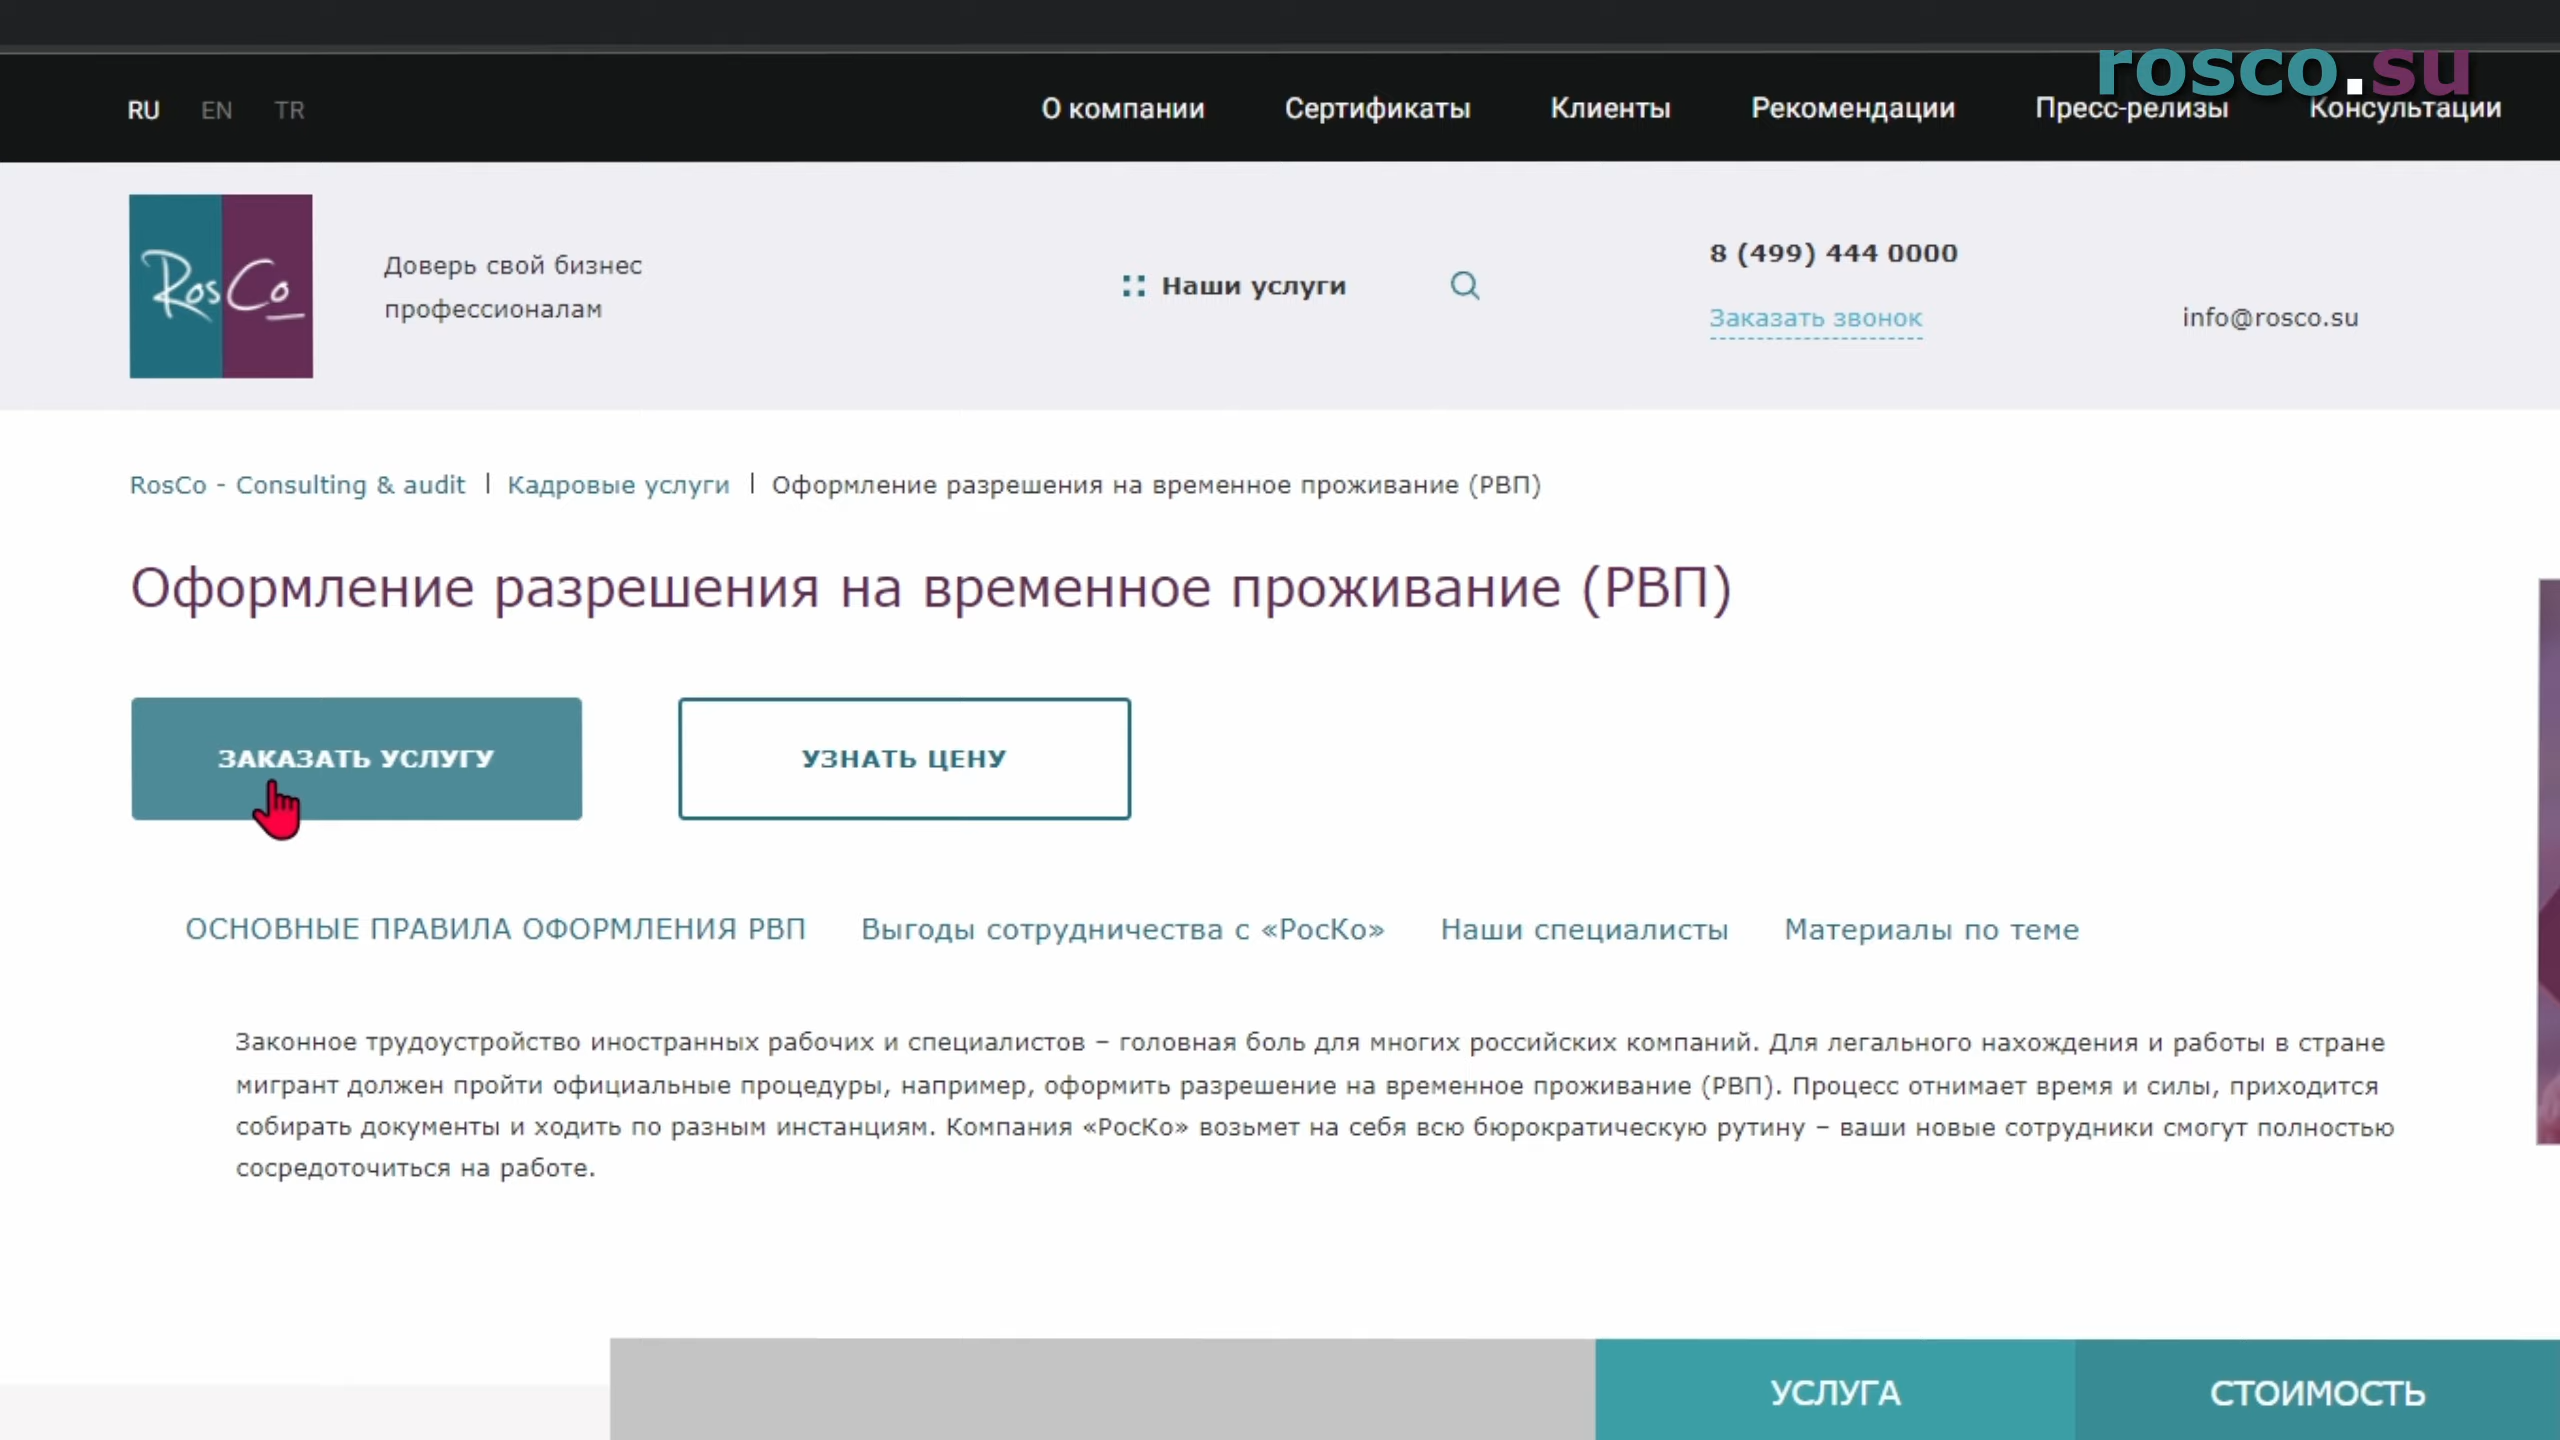 rosco.su
RU EN TR
О компании Сертификаты Клиенты Рекомендации Пресс-релизы Консультации
RosCo
Доверь свой бизнес
профессионалам
Наши услуги
8 (499) 444 0000
Заказать звонок
info@rosco.su
RosCo - Consulting & audit | Кадровые услуги | Оформление разрешения на временное проживание (РВП)
Оформление разрешения на временное проживание (РВП)
ЗАКАЗАТЬ УСЛУГУ
УЗНАТЬ ЦЕНУ
ОСНОВНЫЕ ПРАВИЛА ОФОРМЛЕНИЯ РВП Выгоды сотрудничества с «РосКо» Наши специалисты Материалы по теме
Законное трудоустройство иностранных рабочих и специалистов – головная боль для многих российских компаний. Для легального нахождения и работы в стране
мигрант должен пройти официальные процедуры, например, оформить разрешение на временное проживание (РВП). Процесс отнимает время и силы, приходится
собирать документы и ходить по разным инстанциям. Компания «РосКо» возьмет на себя всю бюрократическую рутину – ваши новые сотрудники смогут полностью
сосредоточиться на работе.
УСЛУГА
СТОИМОСТЬ